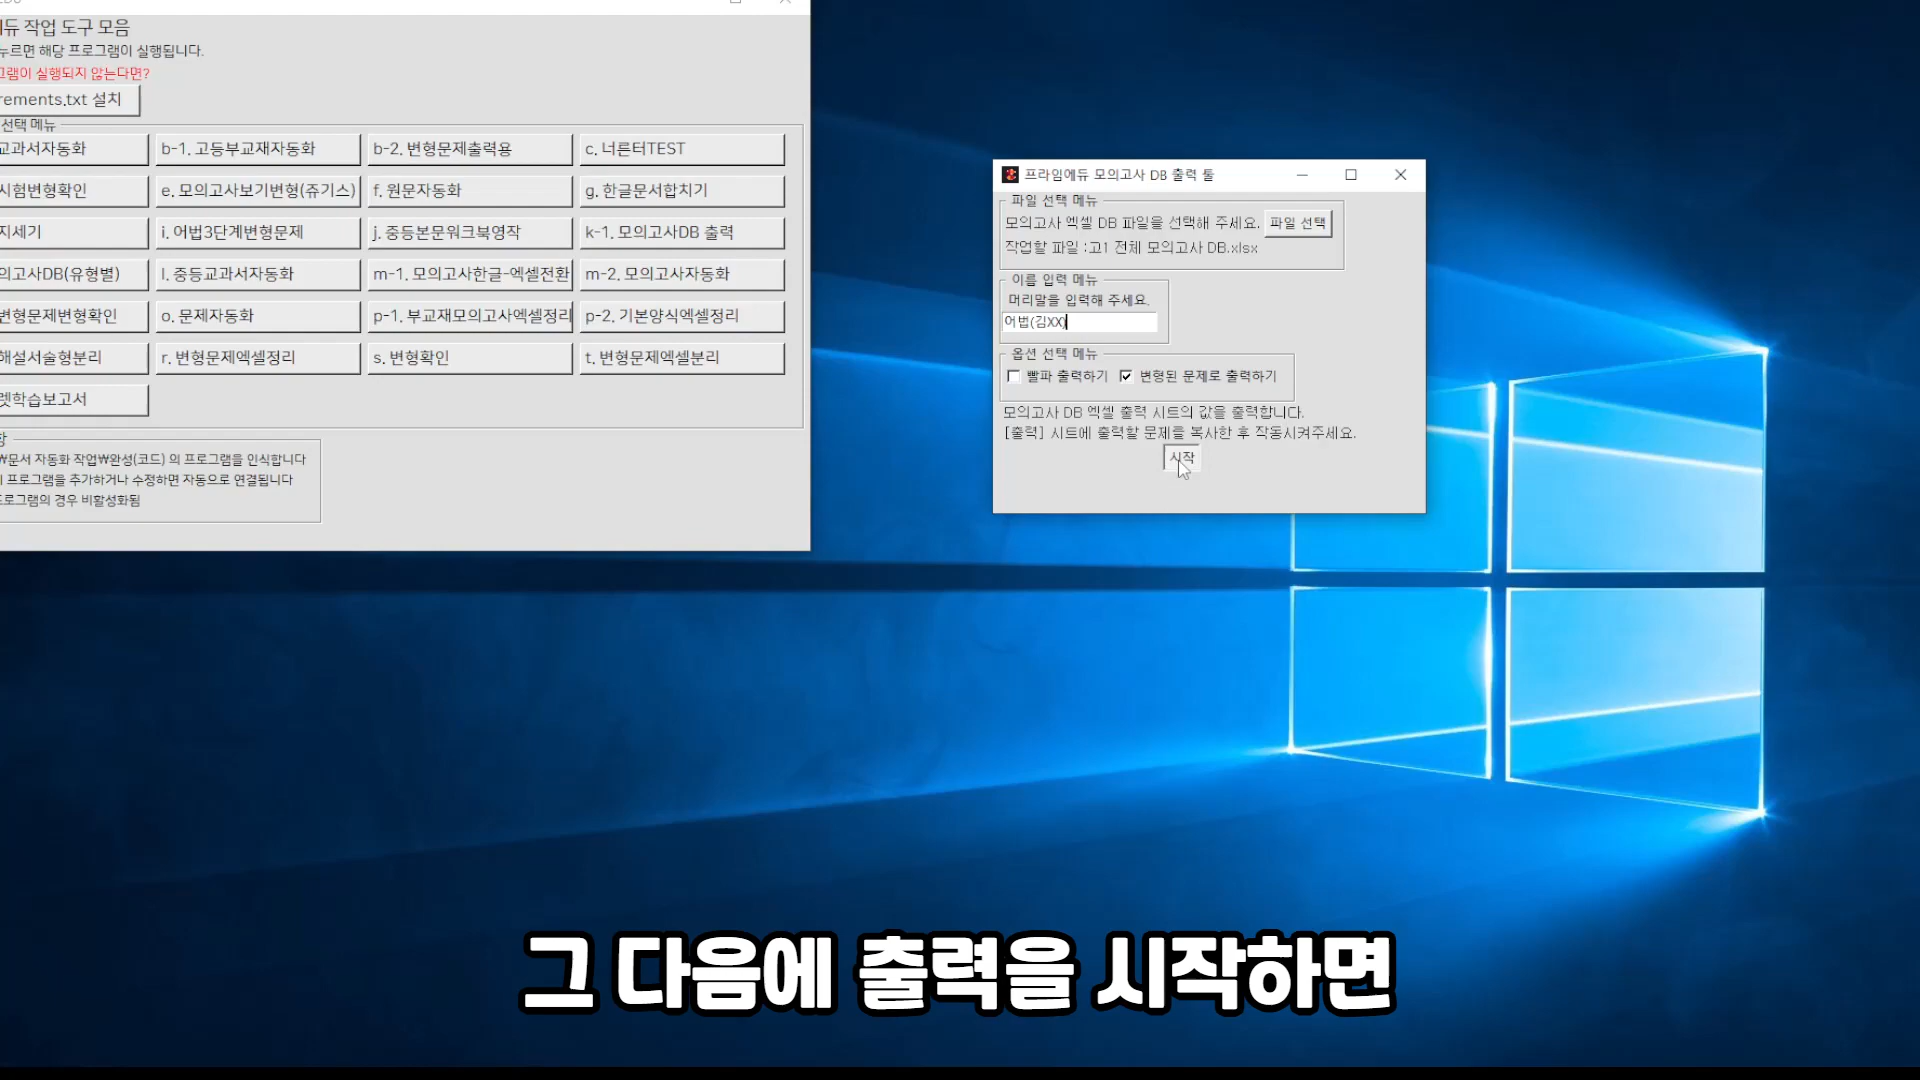 듀 작업 도구 모음
누르면 해당 프로그램이 실행됩니다.
그램이 실행되지 않는다면?
rements.txt 설치
선택 메뉴
교과서자동화
b-1. 고등부교재자동화
b-2. 변형문제출력용
c. 너른터TEST
시험변형확인
e. 모의고사보기변형(쥬기스)
f. 원문자동화
g. 한글문서합치기
지세기
i. 어법3단계변형문제
j. 중등본문워크북영작
k-1. 모의고사DB 출력
의고사DB(유형별)
l. 중등교과서자동화
m-1. 모의고사한글-엑셀전환
m-2. 모의고사자동화
변형문제변형확인
o. 문제자동화
p-1. 부교재모의고사엑셀정리
p-2. 기본양식엑셀정리
해설서술형분리
r. 변형문제엑셀정리
s. 변형확인
t. 변형문제엑셀분리
렛학습보고서
항
₩문서 자동화 작업₩완성(코드) 의 프로그램을 인식합니다
프로그램을 추가하거나 수정하면 자동으로 연결됩니다
프로그램의 경우 비활성화됨
프라임에듀 모의고사 DB 출력 툴
파일 선택 메뉴
모의고사 엑셀 DB 파일을 선택해 주세요. 파일 선택
작업할 파일 :고1 전체 모의고사 DB.xlsx
이름 입력 메뉴
머리말을 입력해 주세요.
어법(김XX)
옵션 선택 메뉴
빨파 출력하기 변형된 문제로 출력하기
모의고사 DB 엑셀 출력 시트의 값을 출력합니다.
[출력] 시트에 출력할 문제를 복사한 후 작동시켜주세요.
시작
그 다음에 출력을 시작하면